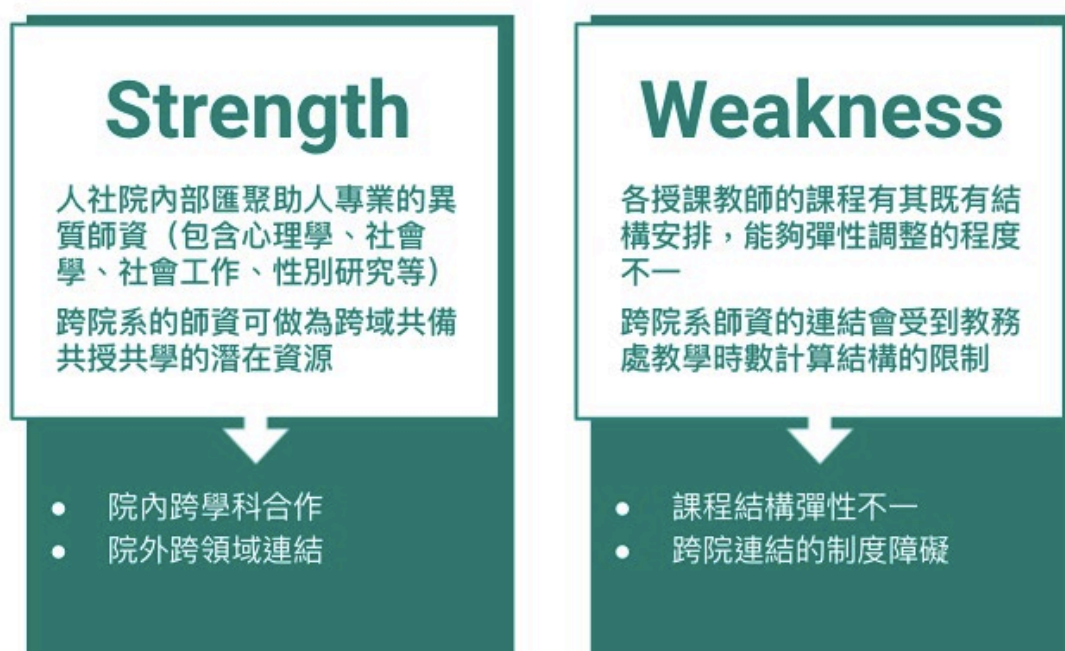 Strength
人社院內部匯聚助人專業的異
質師資（包含心理學、社會
學、社會工作、性別研究等）
跨院系的師資可做為跨域共備
共授共學的潛在資源
• 院內跨學科合作
• 院外跨領域連結
Weakness
各授課教師的課程有其既有結
構安排，能夠彈性調整的程度
不一
跨院系師資的連結會受到教務
處教學時數計算結構的限制
• 課程結構彈性不一
• 跨院連結的制度障礙